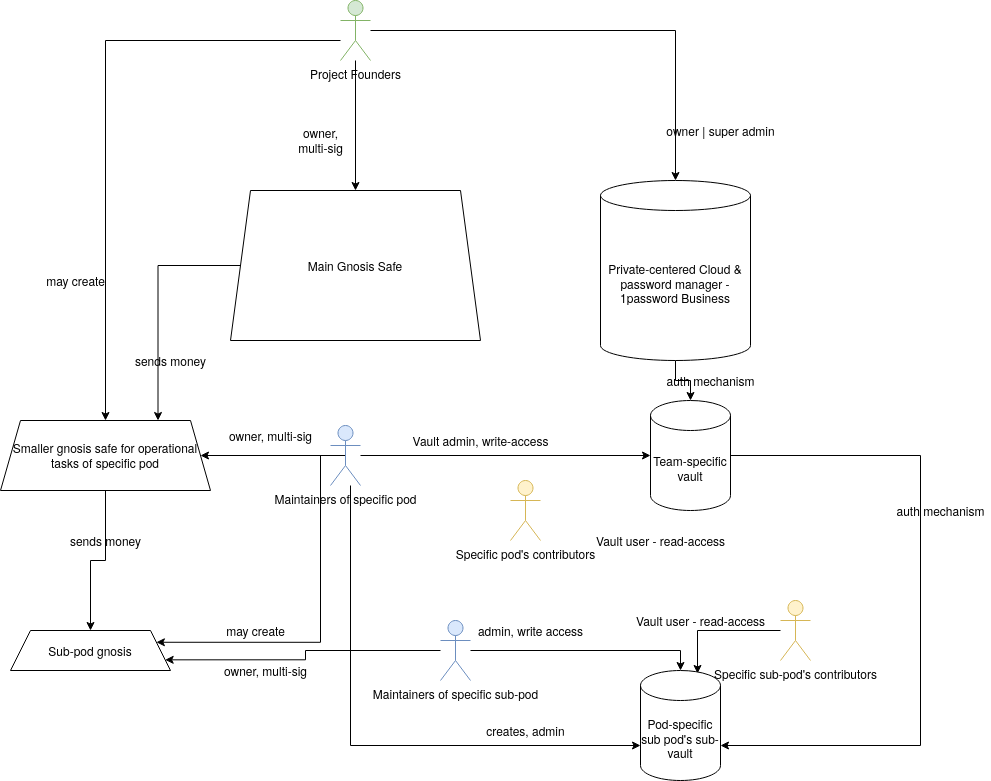 Project Founders
owner,
multi-sig
owner | super admin
Main Gnosis Safe
Private-centered Cloud &
password manager -
1password Business
may create
sends money
auth mechanism
Smaller gnosis safe for operational
tasks of specific pod
owner, multi-sig
Maintainers of specific pod
Vault admin, write-access
Team-specific
vault
Specific pod's contributors
Vault user - read-access
auth mechanism
sends money
Sub-pod gnosis
may create
owner, multi-sig
Maintainers of specific sub-pod
admin, write access
Vault user - read-access
Specific sub-pod's contributors
creates, admin
Pod-specific
sub pod's sub-
vault